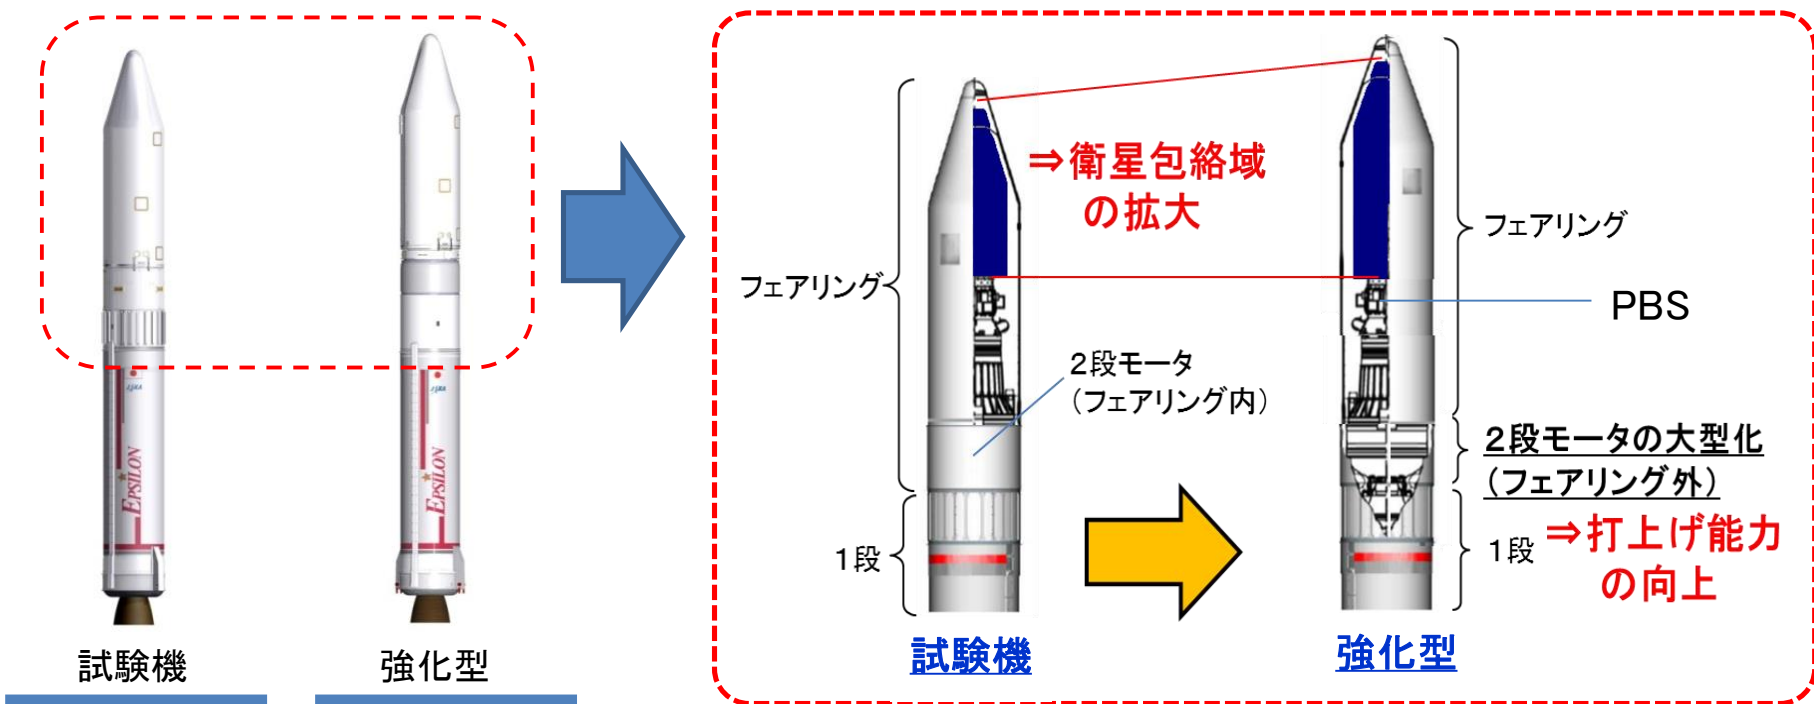 EPSILON
EPSILON
試験機
強化型
フェアリング
1段
⇒衛星包絡域
の拡大
2段モータ
（フェアリング内）
試験機
フェアリング
PBS
2段モータの大型化
（フェアリング外）
1段
⇒打上げ能力
の向上
強化型